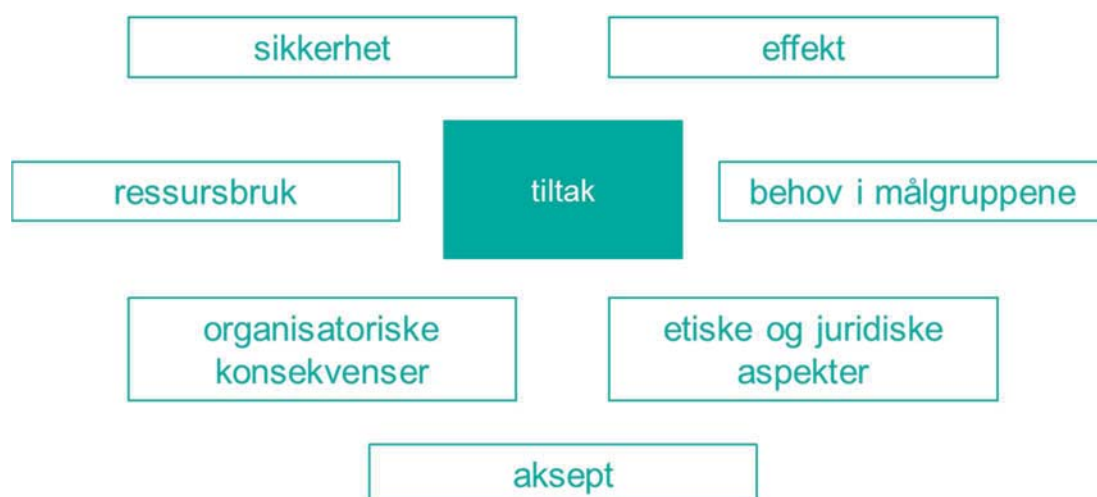 sikkerhet
effekt
ressursbruk
tiltak
behov i målgruppene
organisatoriske
konsekvenser
etiske og juridiske
aspekter
aksept